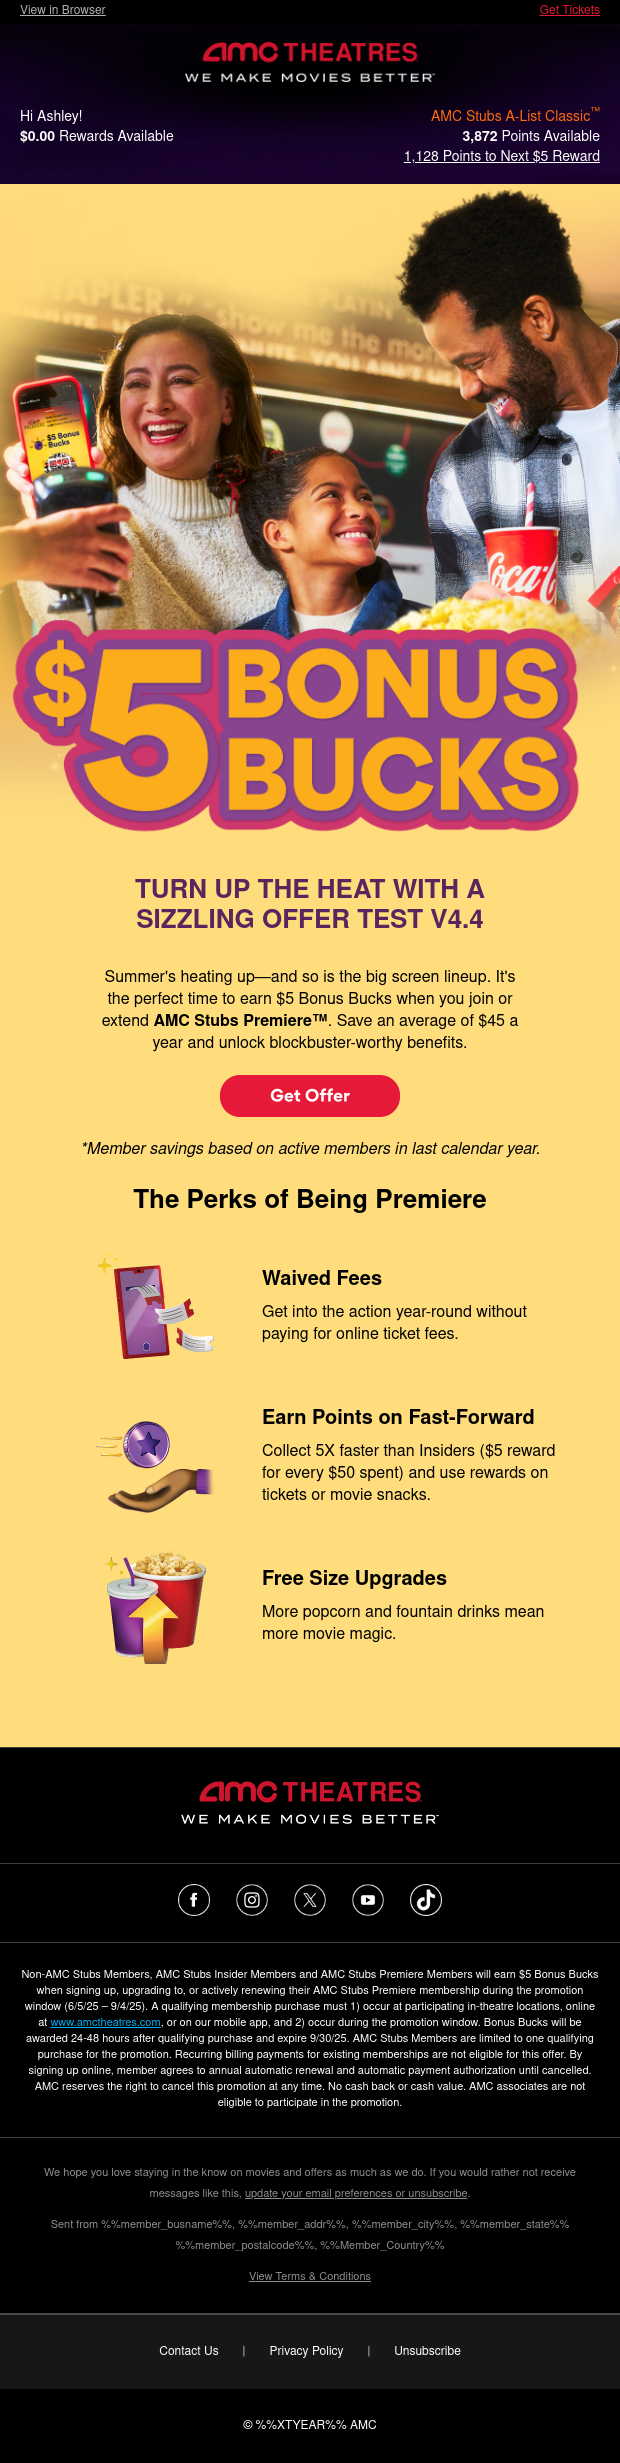 View in Browser
Get Tickets
amc THEATRES
WE MAKE MOVIES BETTER
Hi Ashley!
AMC Stubs A-List Classic™
$0.00 Rewards Available
3,872 Points Available
1,128 Points to Next $5 Reward
STAPLER."
show me the
PLATIN
$5 Bonus
Bucks
Coca-C
$5 BONUS
BUCKS
TURN UP THE HEAT WITH A
SIZZLING OFFER TEST V4.4
Summer's heating up—and so is the big screen lineup. It's
the perfect time to earn $5 Bonus Bucks when you join or
extend AMC Stubs Premiere™. Save an average of $45 a
year and unlock blockbuster-worthy benefits.
Get Offer
*Member savings based on active members in last calendar year.
The Perks of Being Premiere
Waived Fees
Get into the action year-round without
paying for online ticket fees.
Earn Points on Fast-Forward
Collect 5X faster than Insiders ($5 reward
for every $50 spent) and use rewards on
tickets or movie snacks.
Free Size Upgrades
More popcorn and fountain drinks mean
more movie magic.
amc THEATRES
WE MAKE MOVIES BETTER
Non-AMC Stubs Members, AMC Stubs Insider Members and AMC Stubs Premiere Members will earn $5 Bonus Bucks
when signing up, upgrading to, or actively renewing their AMC Stubs Premiere membership during the promotion
window (6/5/25 – 9/4/25). A qualifying membership purchase must 1) occur at participating in-theatre locations, online
at www.amctheatres.com, or on our mobile app, and 2) occur during the promotion window. Bonus Bucks will be
awarded 24-48 hours after qualifying purchase and expire 9/30/25. AMC Stubs Members are limited to one qualifying
purchase for the promotion. Recurring billing payments for existing memberships are not eligible for this offer. By
signing up online, member agrees to annual automatic renewal and automatic payment authorization until cancelled.
AMC reserves the right to cancel this promotion at any time. No cash back or cash value. AMC associates are not
eligible to participate in the promotion.
We hope you love staying in the know on movies and offers as much as we do. If you would rather not receive
messages like this, update your email preferences or unsubscribe.
Sent from %%member_busname%%, %%member_addr%%, %%member_city%%, %%member_state%%
%%member_postalcode%%, %%Member_Country%%
View Terms & Conditions
Contact Us | Privacy Policy | Unsubscribe
© %%XTYEAR%% AMC